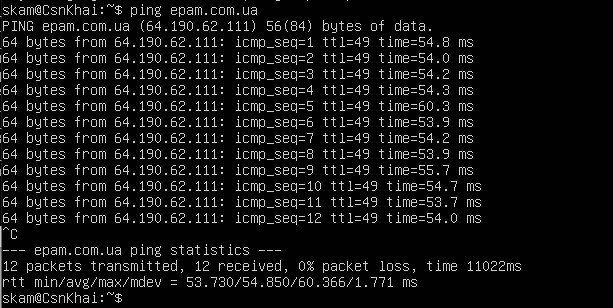 skam@CsnKhai:~$ ping epam.com.ua
PING epam.com.ua (64.190.62.111) 56(84) bytes of data.
64 bytes from 64.190.62.111: icmp_seq=1 ttl=49 time=54.8 ms
64 bytes from 64.190.62.111: icmp_seq=2 ttl=49 time=54.0 ms
64 bytes from 64.190.62.111: icmp_seq=3 ttl=49 time=54.2 ms
64 bytes from 64.190.62.111: icmp_seq=4 ttl=49 time=54.3 ms
64 bytes from 64.190.62.111: icmp_seq=5 ttl=49 time=60.3 ms
64 bytes from 64.190.62.111: icmp_seq=6 ttl=49 time=53.9 ms
64 bytes from 64.190.62.111: icmp_seq=7 ttl=49 time=54.2 ms
64 bytes from 64.190.62.111: icmp_seq=8 ttl=49 time=53.9 ms
64 bytes from 64.190.62.111: icmp_seq=9 ttl=49 time=55.7 ms
64 bytes from 64.190.62.111: icmp_seq=10 ttl=49 time=54.7 ms
64 bytes from 64.190.62.111: icmp_seq=11 ttl=49 time=53.7 ms
64 bytes from 64.190.62.111: icmp_seq=12 ttl=49 time=54.0 ms
^C
--- epam.com.ua ping statistics ---
12 packets transmitted, 12 received, 0% packet loss, time 11022ms
rtt min/avg/max/mdev = 53.730/54.850/60.366/1.771 ms
skam@CsnKhai:~$